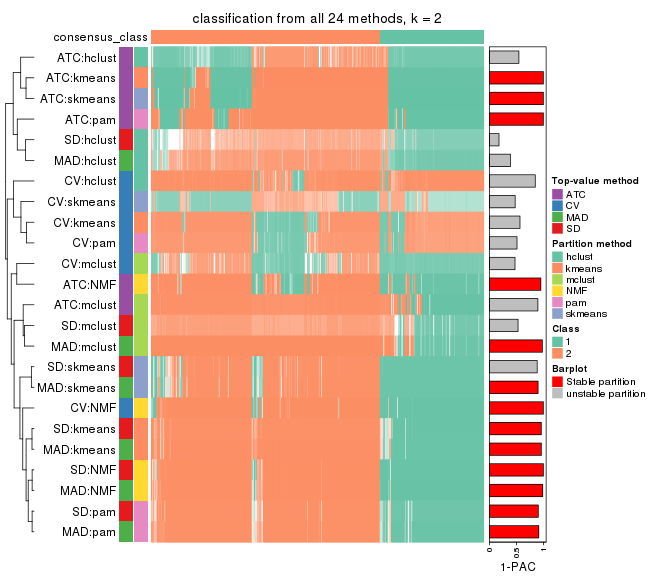 classification from all 24 methods, k = 2
consensus_class
ATC:hclust
ATC:kmeans
ATC:skmeans
ATC:pam
SD:hclust
MAD:hclust
CV:hclust
CV:skmeans
CV:kmeans
CV:pam
CV:mclust
ATC:NMF
ATC:mclust
SD:mclust
MAD:mclust
SD:skmeans
MAD:skmeans
CV:NMF
SD:kmeans
MAD:kmeans
SD:NMF
MAD:NMF
SD:pam
MAD:pam
0
0.5
1
1-PAC
Top-value method
ATC
CV
MAD
SD
Partition method
hclust
kmeans
mclust
NMF
pam
skmeans
Class
1
2
Barplot
Stable partition
unstable partition